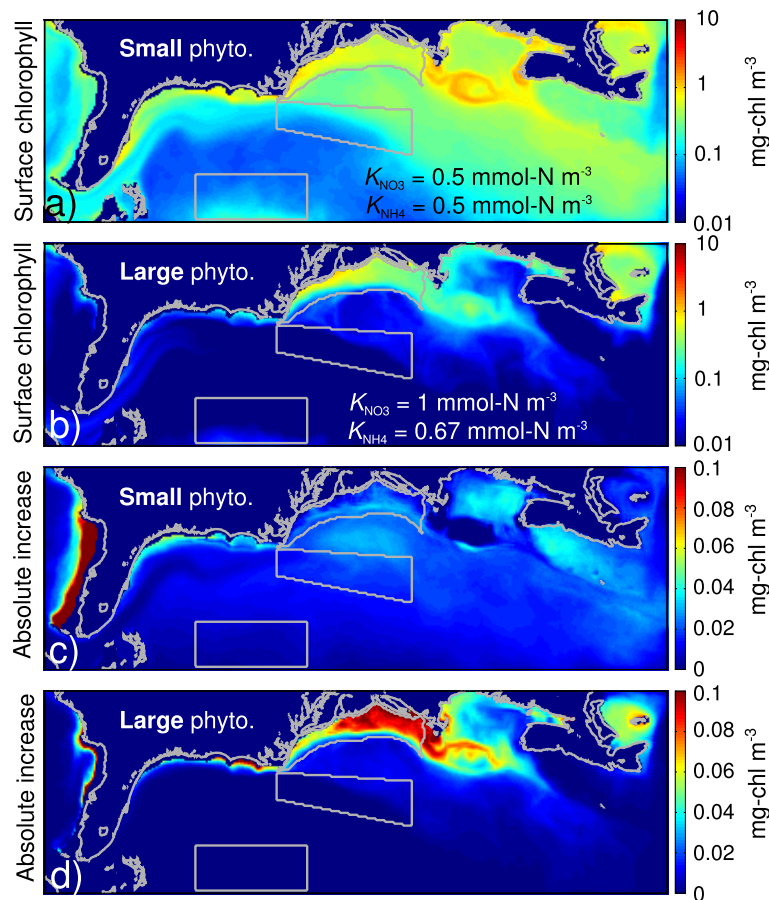 Surface chlorophyll
Small phyto.
K_NO3 = 0.5 mmol-N m⁻³
K_NH4 = 0.5 mmol-N m⁻³
a)
10
1
0.1
0.01
mg-chl m⁻³
Surface chlorophyll
Large phyto.
K_NO3 = 1 mmol-N m⁻³
K_NH4 = 0.67 mmol-N m⁻³
b)
10
1
0.1
0.01
mg-chl m⁻³
Absolute increase
Small phyto.
c)
0.1
0.08
0.06
0.04
0.02
0
mg-chl m⁻³
Absolute increase
Large phyto.
d)
0.1
0.08
0.06
0.04
0.02
0
mg-chl m⁻³